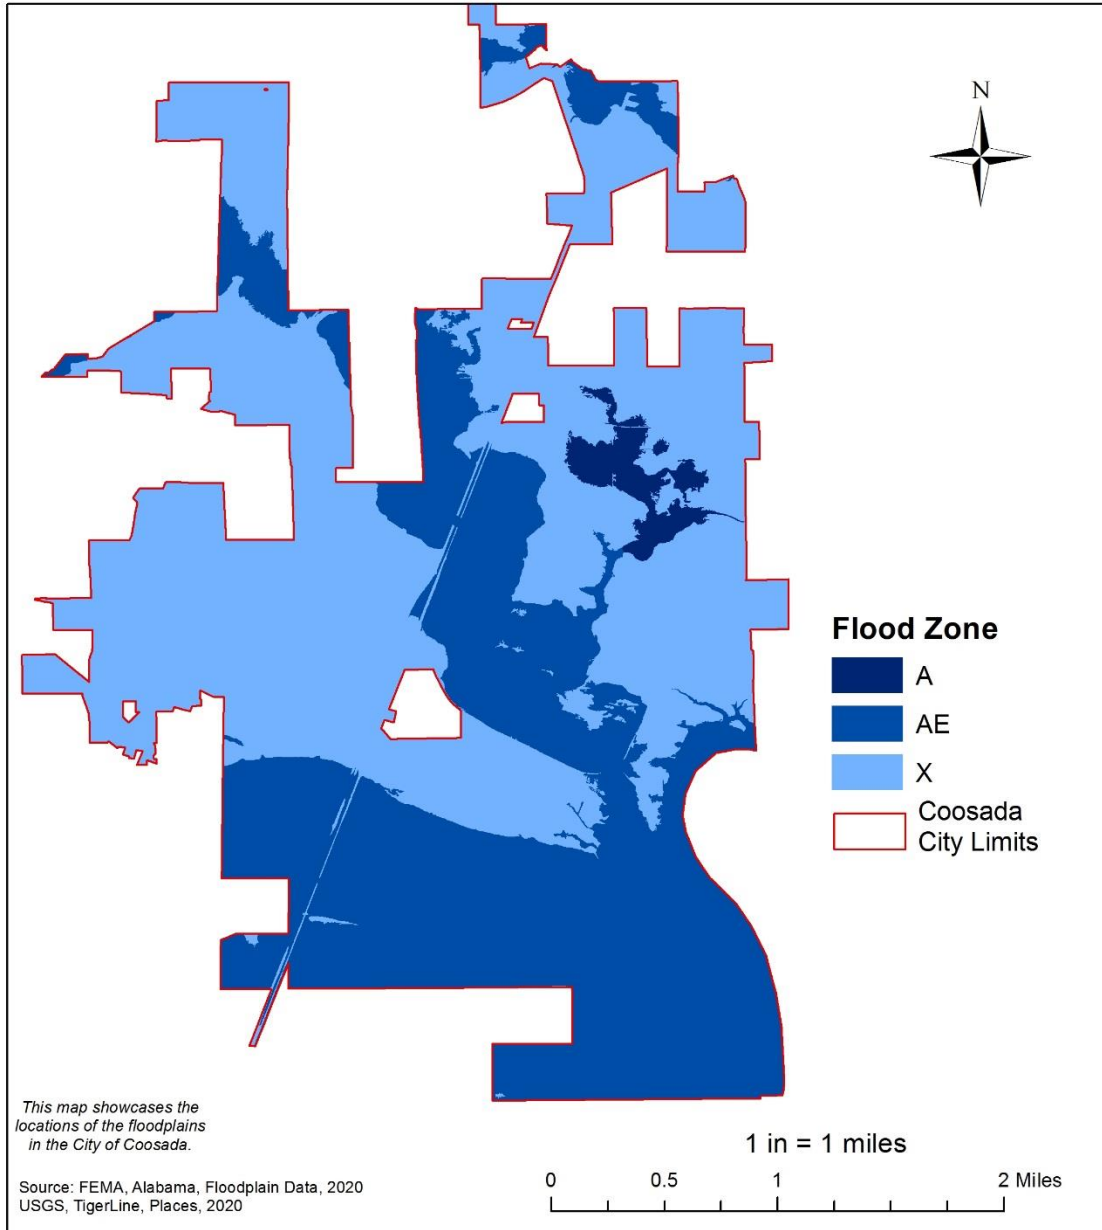 N
Flood Zone
A
AE
X
Coosada
City Limits
This map showcases the
locations of the floodplains
in the City of Coosada.
1 in = 1 miles
0 0.5 1 2 Miles
Source: FEMA, Alabama, Floodplain Data, 2020
USGS, TigerLine, Places, 2020